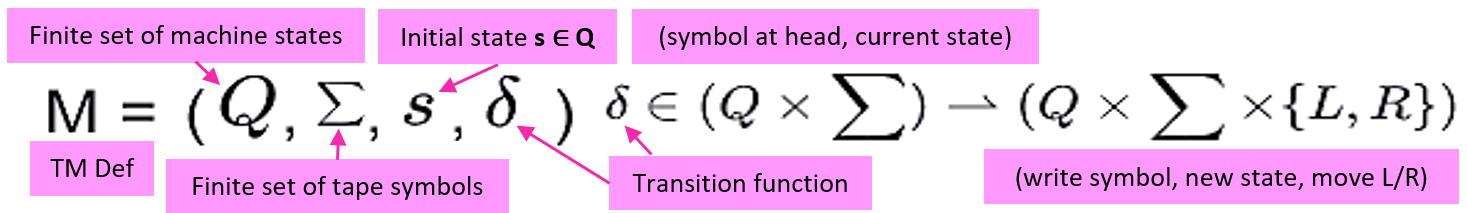 Finite set of machine states
Initial state s ∈ Q
(symbol at head, current state)
M = (Q, Σ, s, δ) δ ∈ (Q × Σ) ⇀ (Q × Σ ×{L, R})
TM Def
Finite set of tape symbols
Transition function
(write symbol, new state, move L/R)